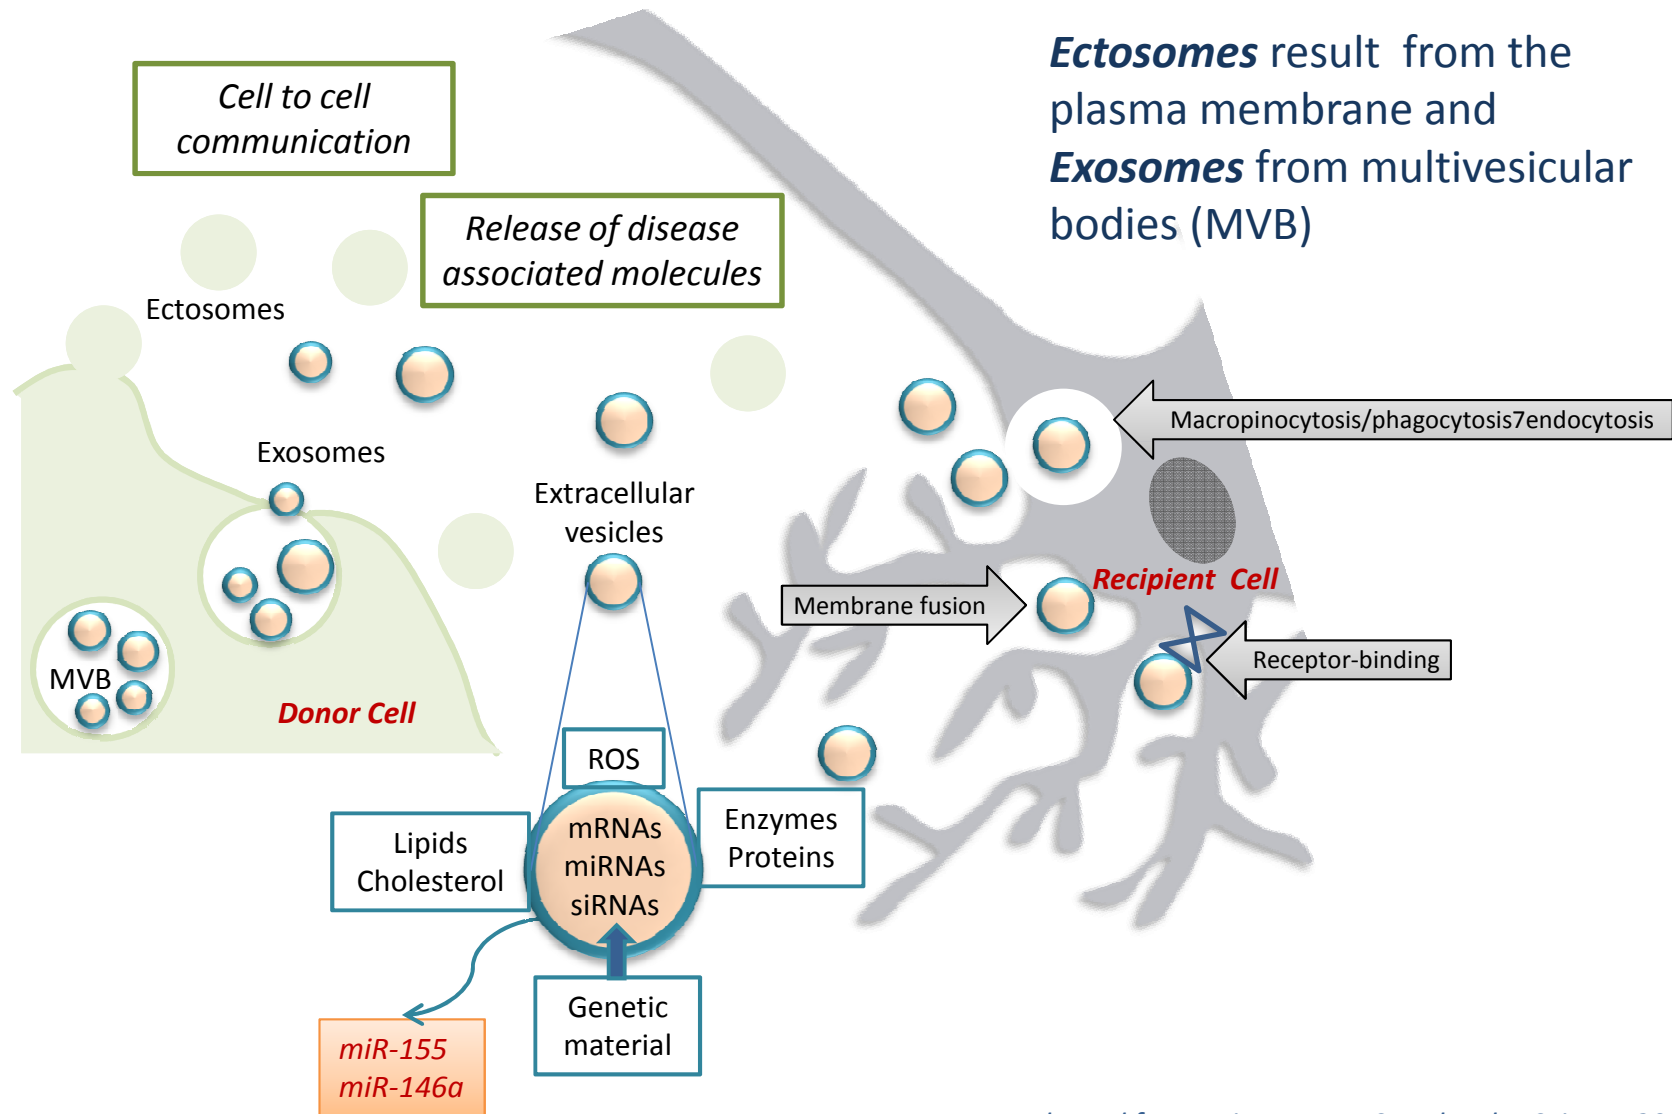 Ectosomes result from the
plasma membrane and
Exosomes from multivesicular
bodies (MVB)
Cell to cell
communication
Release of disease
associated molecules
Ectosomes
Exosomes
Extracellular
vesicles
Macropinocytosis/phagocytosis7endocytosis
Recipient Cell
Membrane fusion
Receptor-binding
MVB
Donor Cell
ROS
Lipids
Cholesterol
mRNAs
miRNAs
siRNAs
Enzymes
Proteins
Genetic
material
miR-155
miR-146a